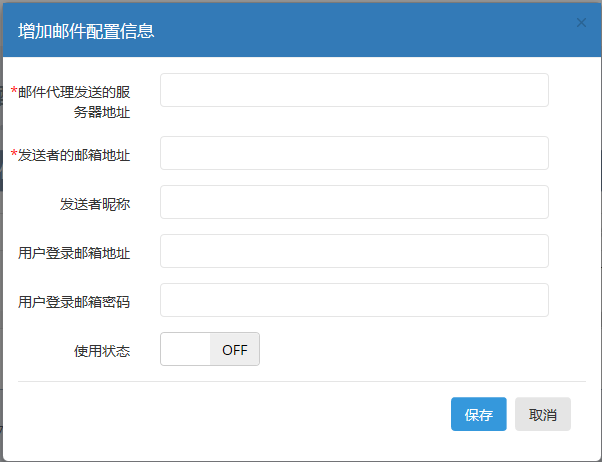 增加邮件配置信息
×
*邮件代理发送的服
务器地址
*发送者的邮箱地址
发送者昵称
用户登录邮箱地址
用户登录邮箱密码
使用状态
OFF
保存
取消